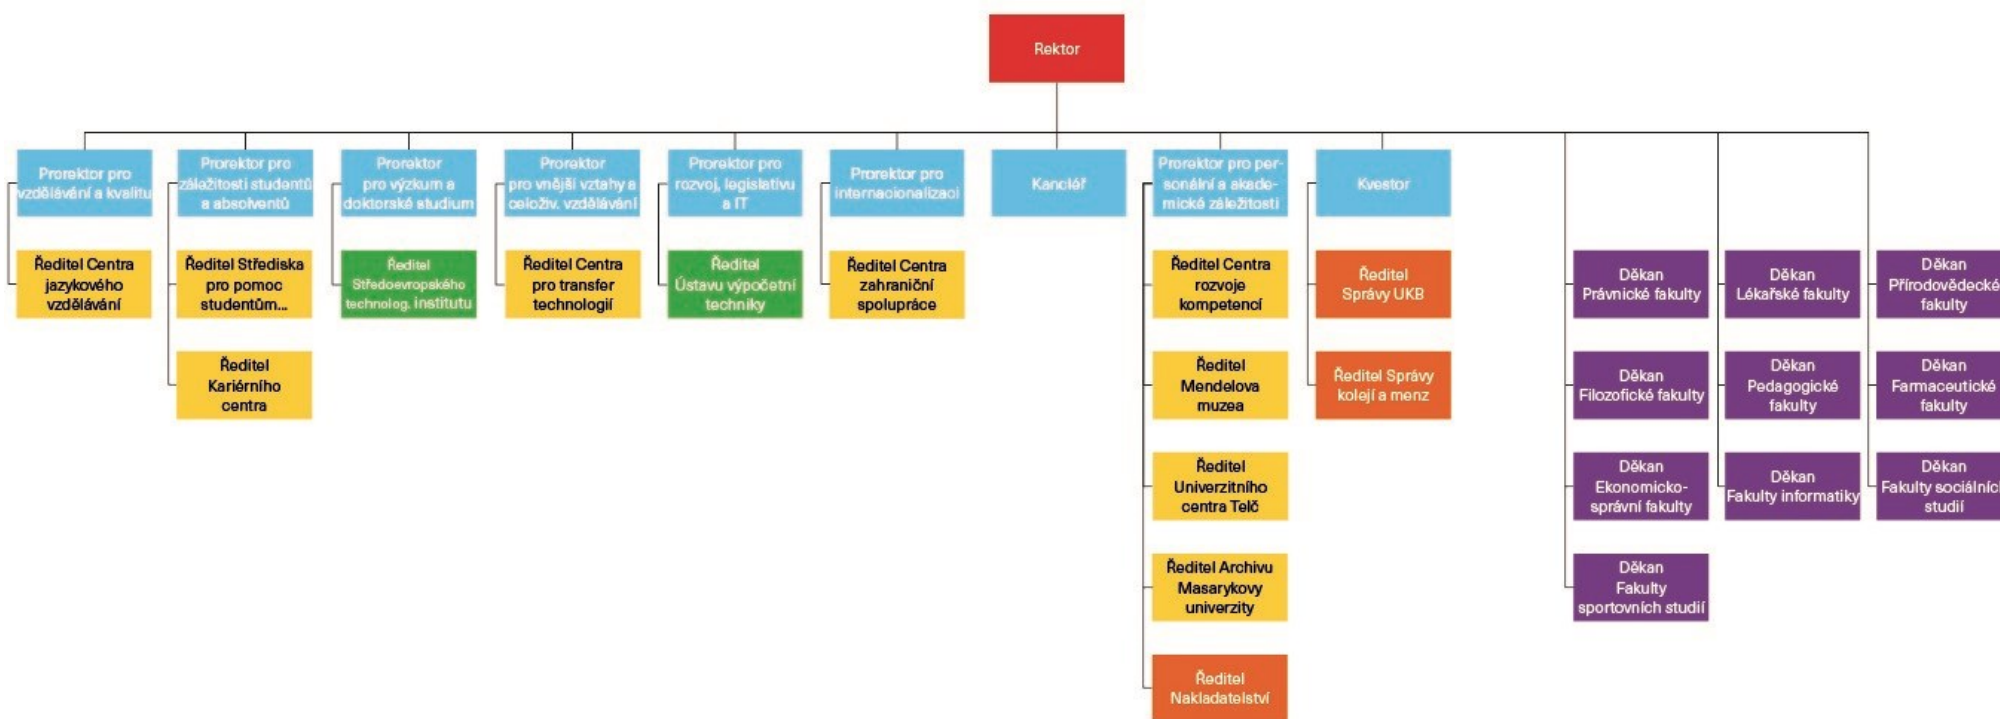 Rektor
Prorektor pro
vzdělávání a kvalitu
Prorektor pro
záležitosti studentů
a absolventů
Prorektor
pro výzkum a
doktorské studium
Prorektor
pro vnější vztahy a
celoživ. vzdělávání
Prorektor pro
rozvoj, legislativu
a IT
Prorektor pro
internacionalizaci
Kancléř
Prorektor pro per-
sonální a akade-
mické záležitosti
Kvestor
Ředitel Centra
jazykového
vzdělávání
Ředitel Střediska
pro pomoc
studentům...
Ředitel
Středoevropského
technolog. institutu
Ředitel Centra
pro transfer
technologií
Ředitel
Ústavu výpočetní
techniky
Ředitel Centra
zahraniční
spolupráce
Ředitel Centra
rozvoje
kompetencí
Ředitel
Správy UKB
Děkan
Právnické fakulty
Děkan
Lékařské fakulty
Děkan
Přírodovědecké
fakulty
Ředitel
Kariérního
centra
Ředitel
Mendelova
muzea
Ředitel Správy
kolejí a menz
Děkan
Filozofické fakulty
Děkan
Pedagogické
fakulty
Děkan
Farmaceutické
fakulty
Ředitel
Univerzitního
centra Telč
Děkan
Ekonomicko-
správní fakulty
Děkan
Fakulty informatiky
Děkan
Fakulty sociálních
studií
Ředitel Archivu
Masarykovy
univerzity
Děkan
Fakulty
sportovních studií
Ředitel
Nakladatelství